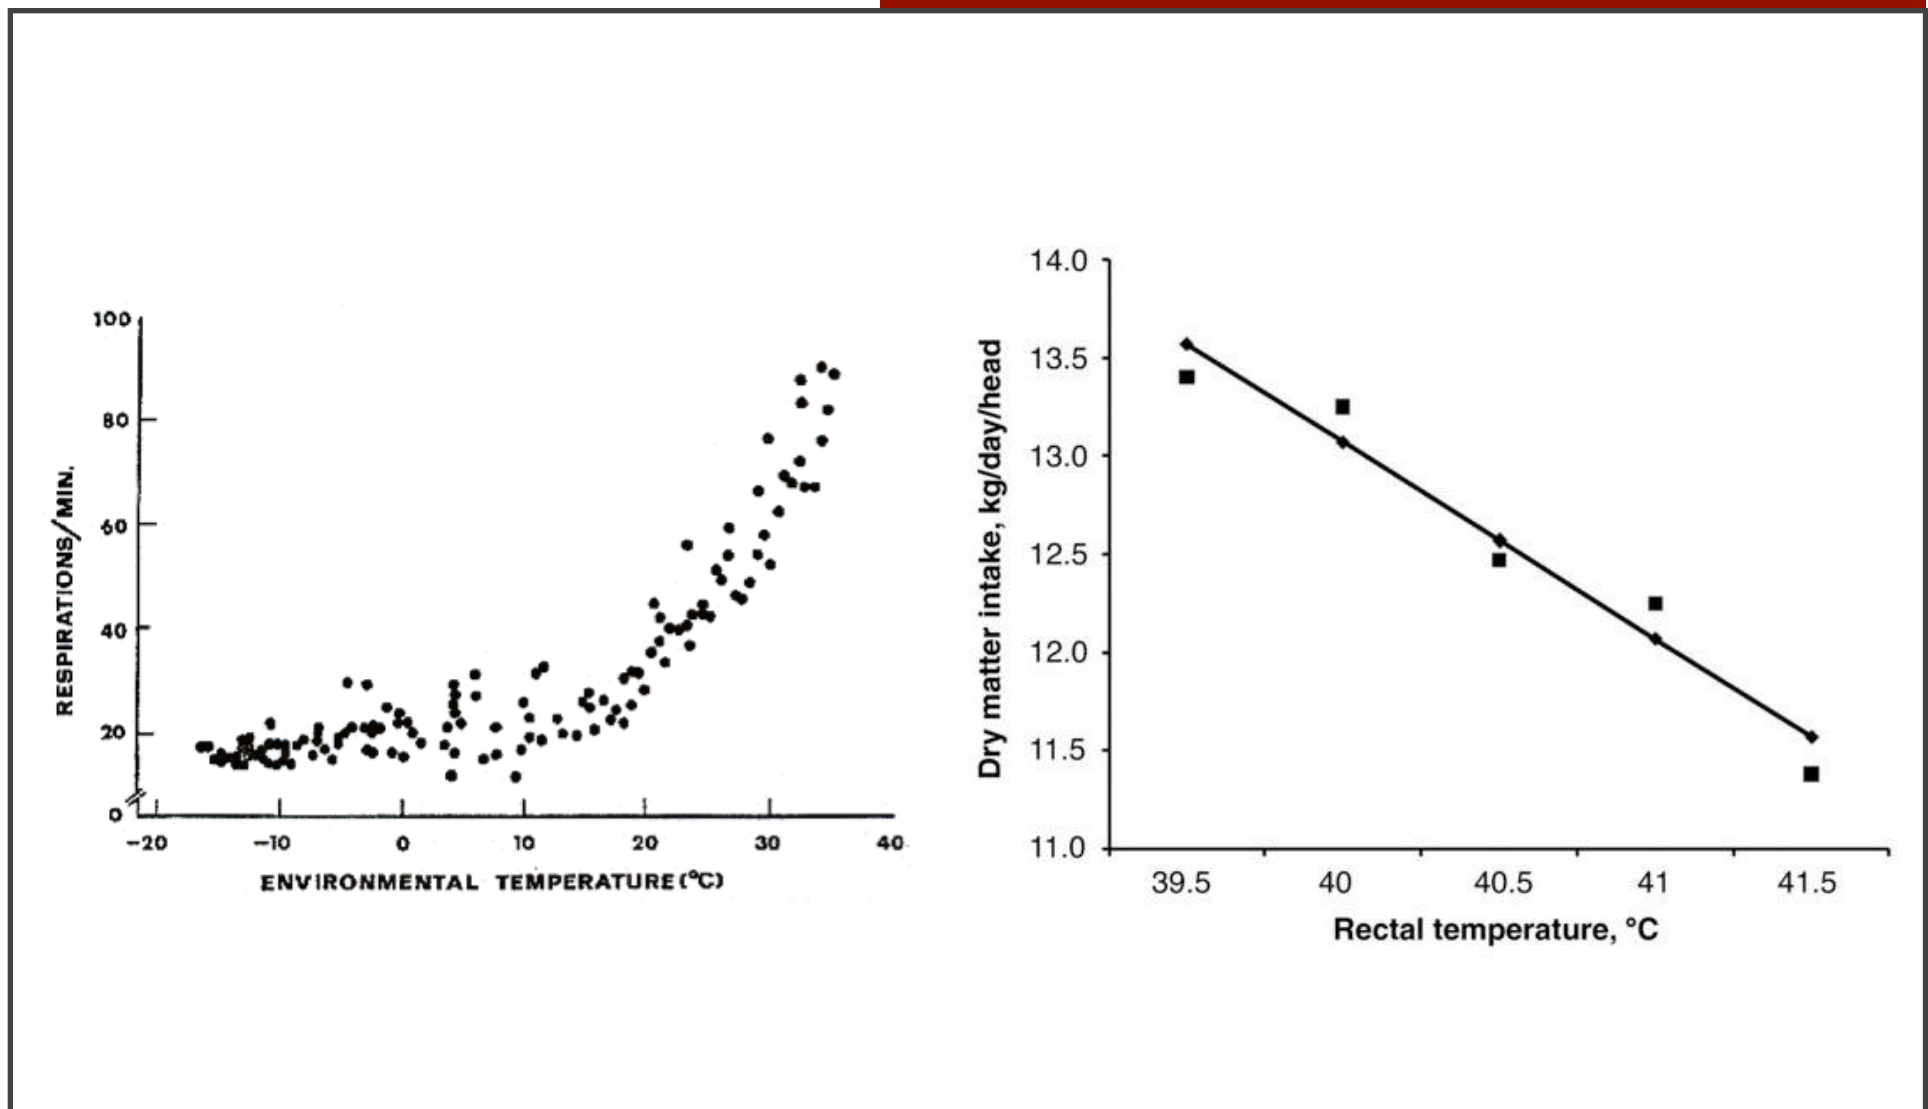 100
80
60
40
20
0
RESPIRATIONS/MIN.
-20 -10 0 10 20 30 40
ENVIRONMENTAL TEMPERATURE (°C)
14.0
13.5
13.0
12.5
12.0
11.5
11.0
Dry matter intake, kg/day/head
39.5 40 40.5 41 41.5
Rectal temperature, °C